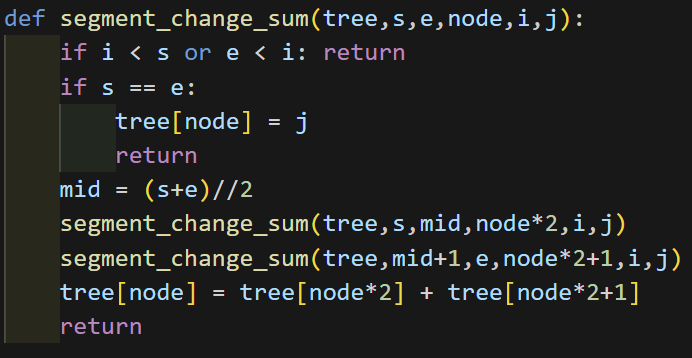 def segment_change_sum(tree,s,e,node,i,j):
    if i < s or e < i: return
    if s == e:
        tree[node] = j
        return
    mid = (s+e)//2
    segment_change_sum(tree,s,mid,node*2,i,j)
    segment_change_sum(tree,mid+1,e,node*2+1,i,j)
    tree[node] = tree[node*2] + tree[node*2+1]
    return